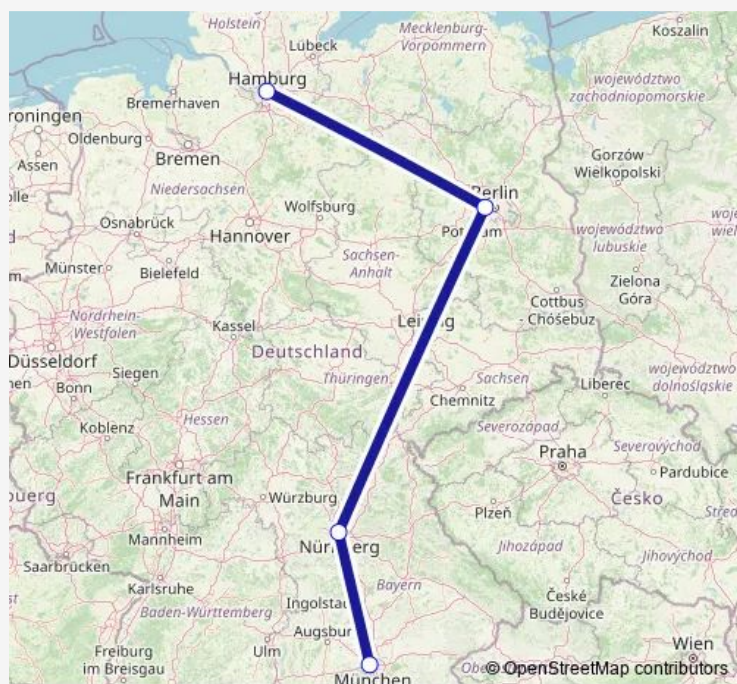 Holstein
Mecklenburg-
Vorpommern
Koszalin
Lübeck
Hamburg
województwo
zachodniopomorskie
Bremerhaven
Oldenburg
Bremen
Assen
Niedersachsen
Gorzów
Wielkopolski
Berlin
Wolfsburg
Osnabrück
Hannover
województwo
lubuskie
Münster
Bielefeld
Sachsen-
Anhalt
Zielona
Góra
Cottbus
- Chóśebuz
Nordrhein-
Westfalen
Kassel
Deutschland
Düsseldorf
Siegen
Thüringen
Sachsen
województwo
dolnośląskie
Bonn
Liberec
Chemnitz
Koblenz
Hessen
Severozápad
Severovýchod
Praha
Pardubice
Frankfurt am
Main
Würzburg
Plzeň
Česko
Mannheim
Nürnberg
Jihozápad
Jihovýchod
Saarbrücken
Karlsruhe
Bayern
České
Budějovice
Baden-Württemberg
Ulm
Freiburg
im Breisgau
Wien
München
© OpenStreetMap contributors